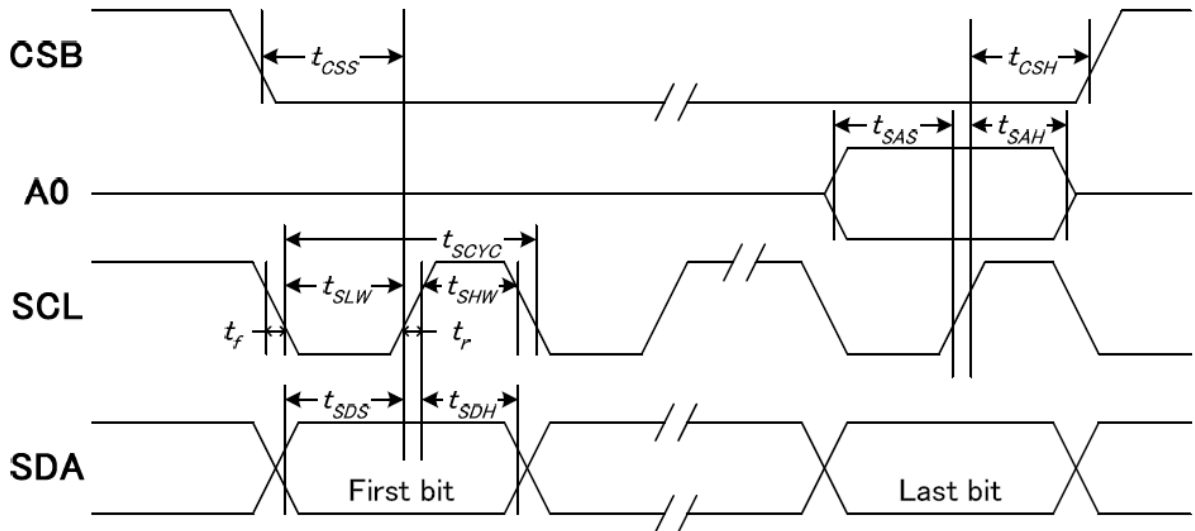 CSB
tCSS
tCSH
tSAS
tSAH
A0
tSCYC
SCL
tSLW
tSHW
tf
tr
tSDS
tSDH
SDA
First bit
Last bit